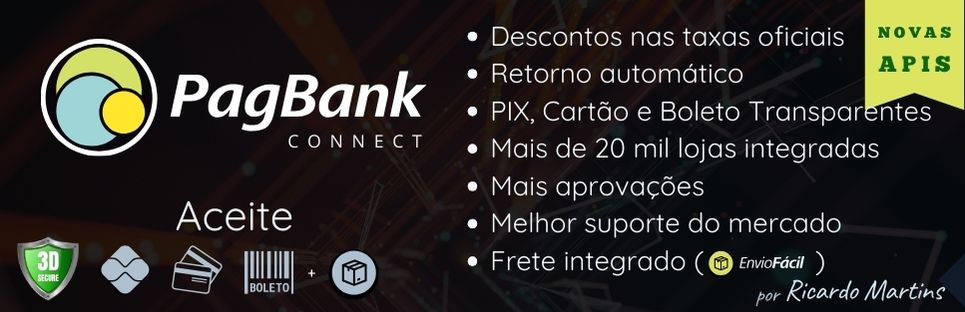 PagBank
CONNECT
Aceite
3D
SECURE
BOLETO
+
Descontos nas taxas oficiais
Retorno automático
PIX, Cartão e Boleto Transparentes
Mais de 20 mil lojas integradas
Mais aprovações
Melhor suporte do mercado
Frete integrado ( EnvioFácil )
por Ricardo Martins
NOVAS
APIS